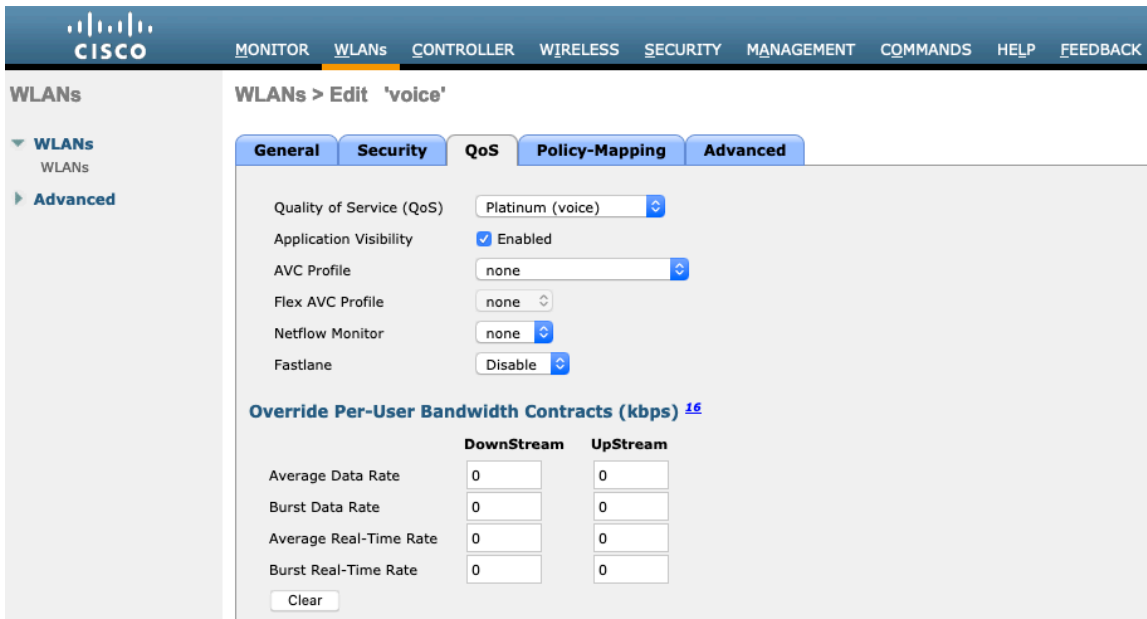 CISCO
MONITOR WLANs CONTROLLER WIRELESS SECURITY MANAGEMENT COMMANDS HELP FEEDBACK
WLANs
WLANs
WLANs
Advanced
WLANs > Edit 'voice'
General Security QoS Policy-Mapping Advanced
Quality of Service (QoS) Platinum (voice)
Application Visibility Enabled
AVC Profile none
Flex AVC Profile none
Netflow Monitor none
Fastlane Disable
Override Per-User Bandwidth Contracts (kbps) 16
DownStream UpStream
Average Data Rate 0 0
Burst Data Rate 0 0
Average Real-Time Rate 0 0
Burst Real-Time Rate 0 0
Clear